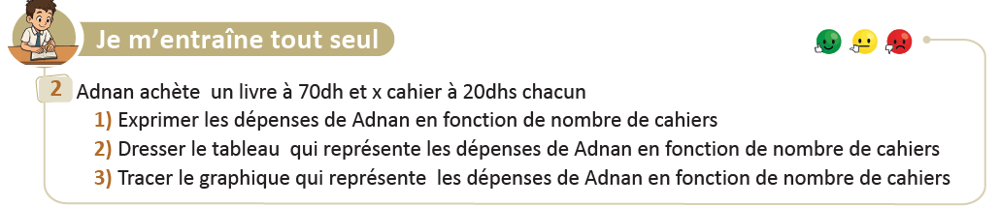 Je m’entraîne tout seul
2 Adnan achète un livre à 70dh et x cahier à 20dhs chacun
1) Exprimer les dépenses de Adnan en fonction de nombre de cahiers
2) Dresser le tableau qui représente les dépenses de Adnan en fonction de nombre de cahiers
3) Tracer le graphique qui représente les dépenses de Adnan en fonction de nombre de cahiers